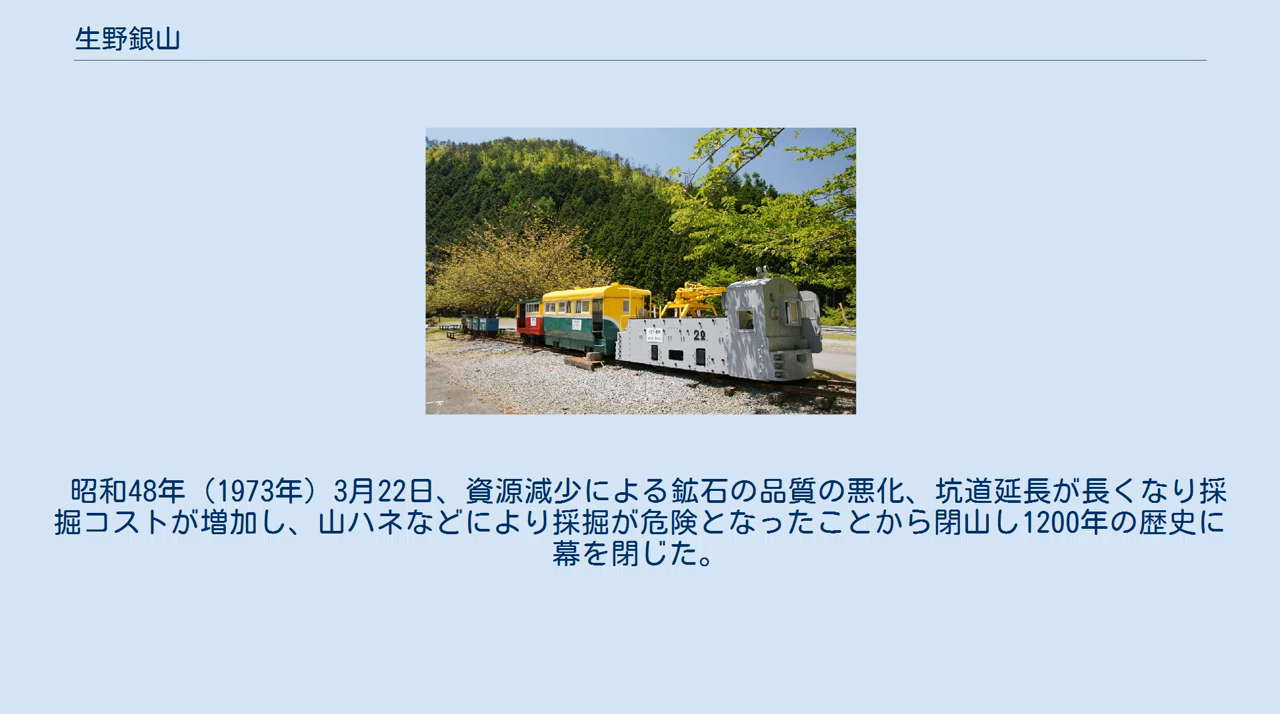 生野銀山
29
昭和48年（1973年）3月22日、資源減少による鉱石の品質の悪化、坑道延長が長くなり採
掘コストが増加し、山ハネなどにより採掘が危険となったことから閉山し1200年の歴史に
幕を閉じた。